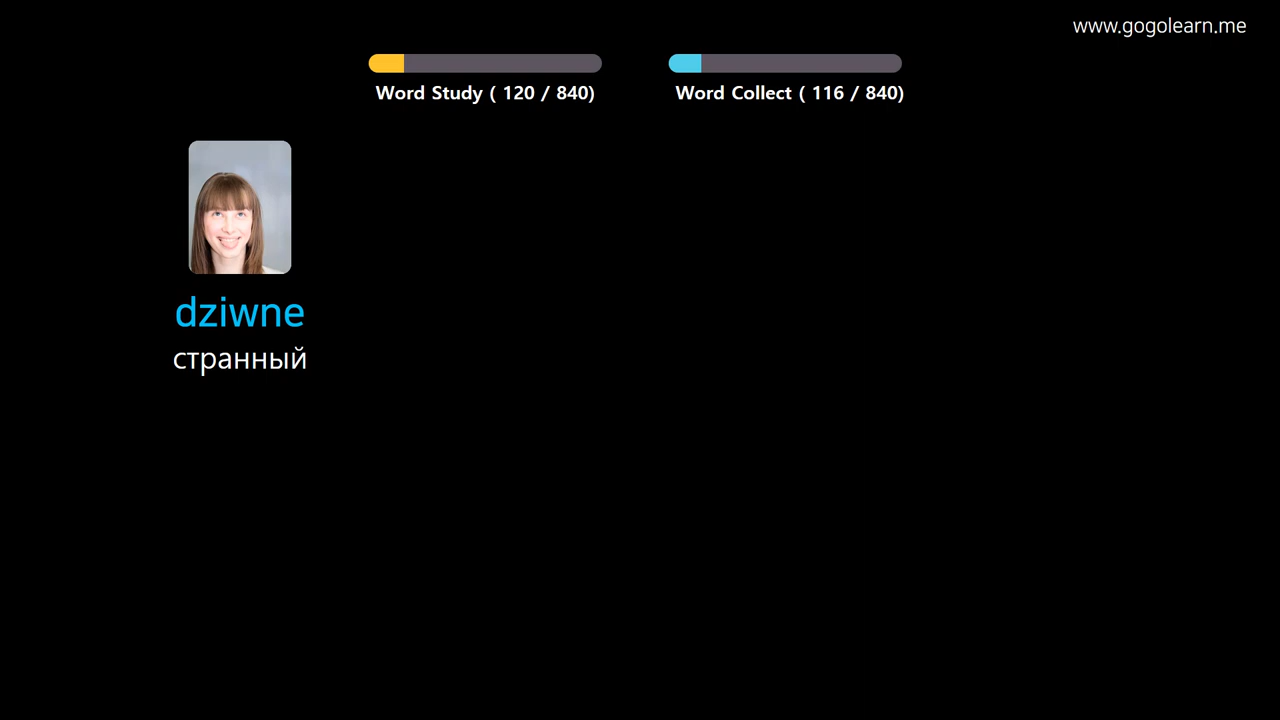 www.gogolearn.me
Word Study ( 120 / 840)
Word Collect ( 116 / 840)
dziwne
странный